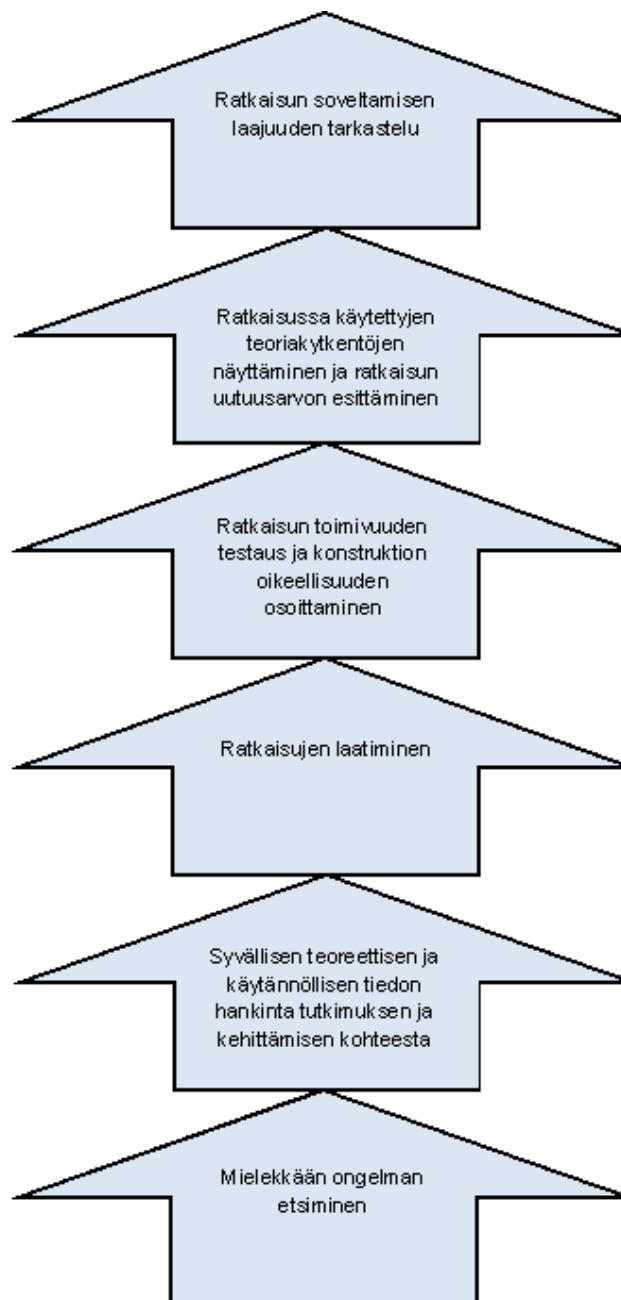 Ratkaisun soveltamisen
laajuuden tarkastelu
Ratkaisussa käytettyjen
teoriakytkentöjen
näyttäminen ja ratkaisun
uutuusarvon esittäminen
Ratkaisun toimivuuden
testaus ja konstruktion
oikeellisuuden
osoittaminen
Ratkaisujen laatiminen
Syvällisen teoreettisen ja
käytännöllisen tiedon
hankinta tutkimuksen ja
kehittämisen kohteesta
Mielekkään ongelman
etsiminen